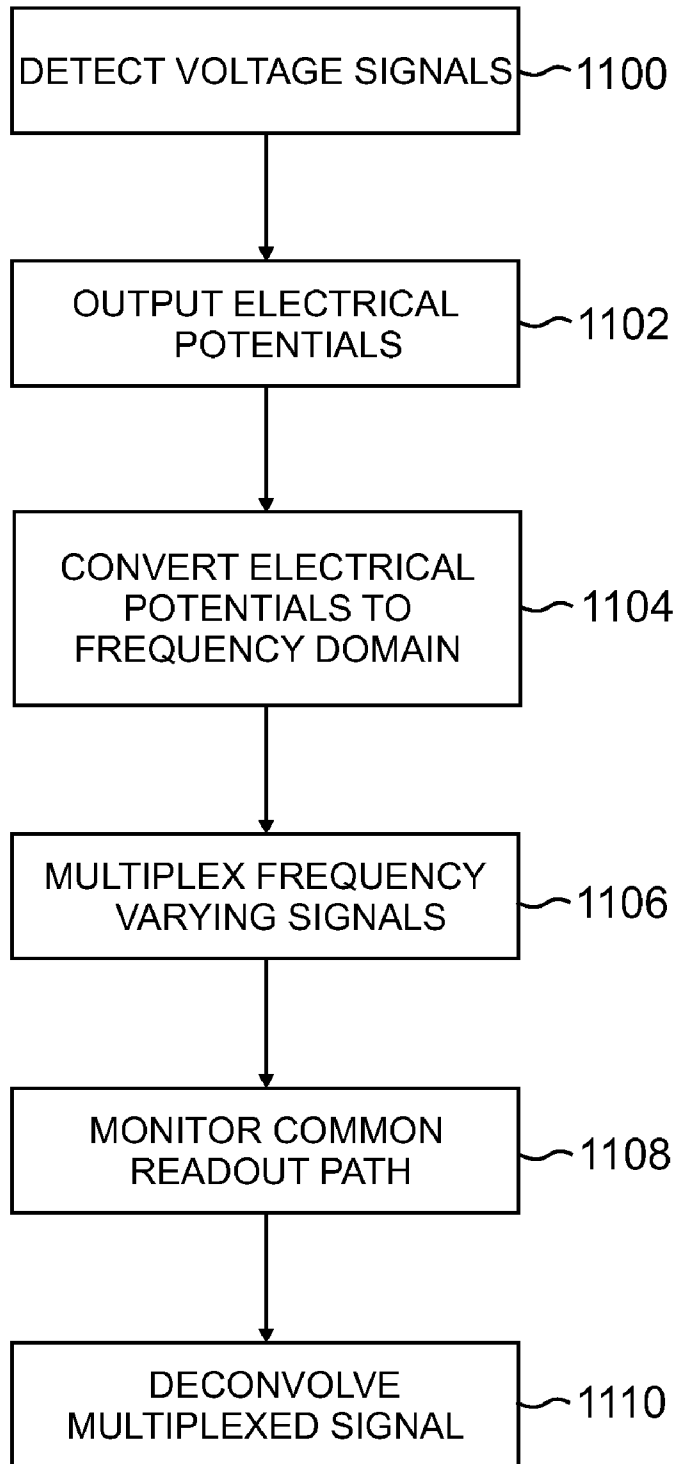 DETECT VOLTAGE SIGNALS 1100
OUTPUT ELECTRICAL
POTENTIALS
1102
CONVERT ELECTRICAL
POTENTIALS TO
FREQUENCY DOMAIN
1104
MULTIPLEX FREQUENCY
VARYING SIGNALS
1106
MONITOR COMMON
READOUT PATH
1108
DECONVOLVE
MULTIPLEXED SIGNAL
1110